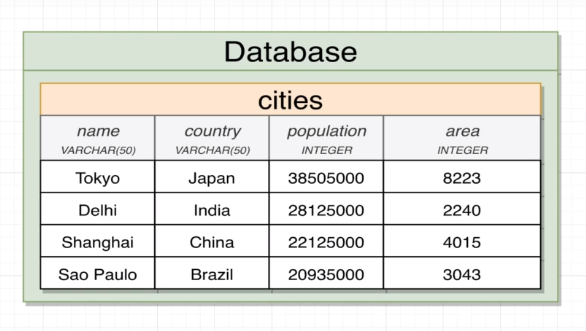 Database
cities
name country population area
VARCHAR(50) VARCHAR(50) INTEGER INTEGER
Tokyo Japan 38505000 8223
Delhi India 28125000 2240
Shanghai China 22125000 4015
Sao Paulo Brazil 20935000 3043